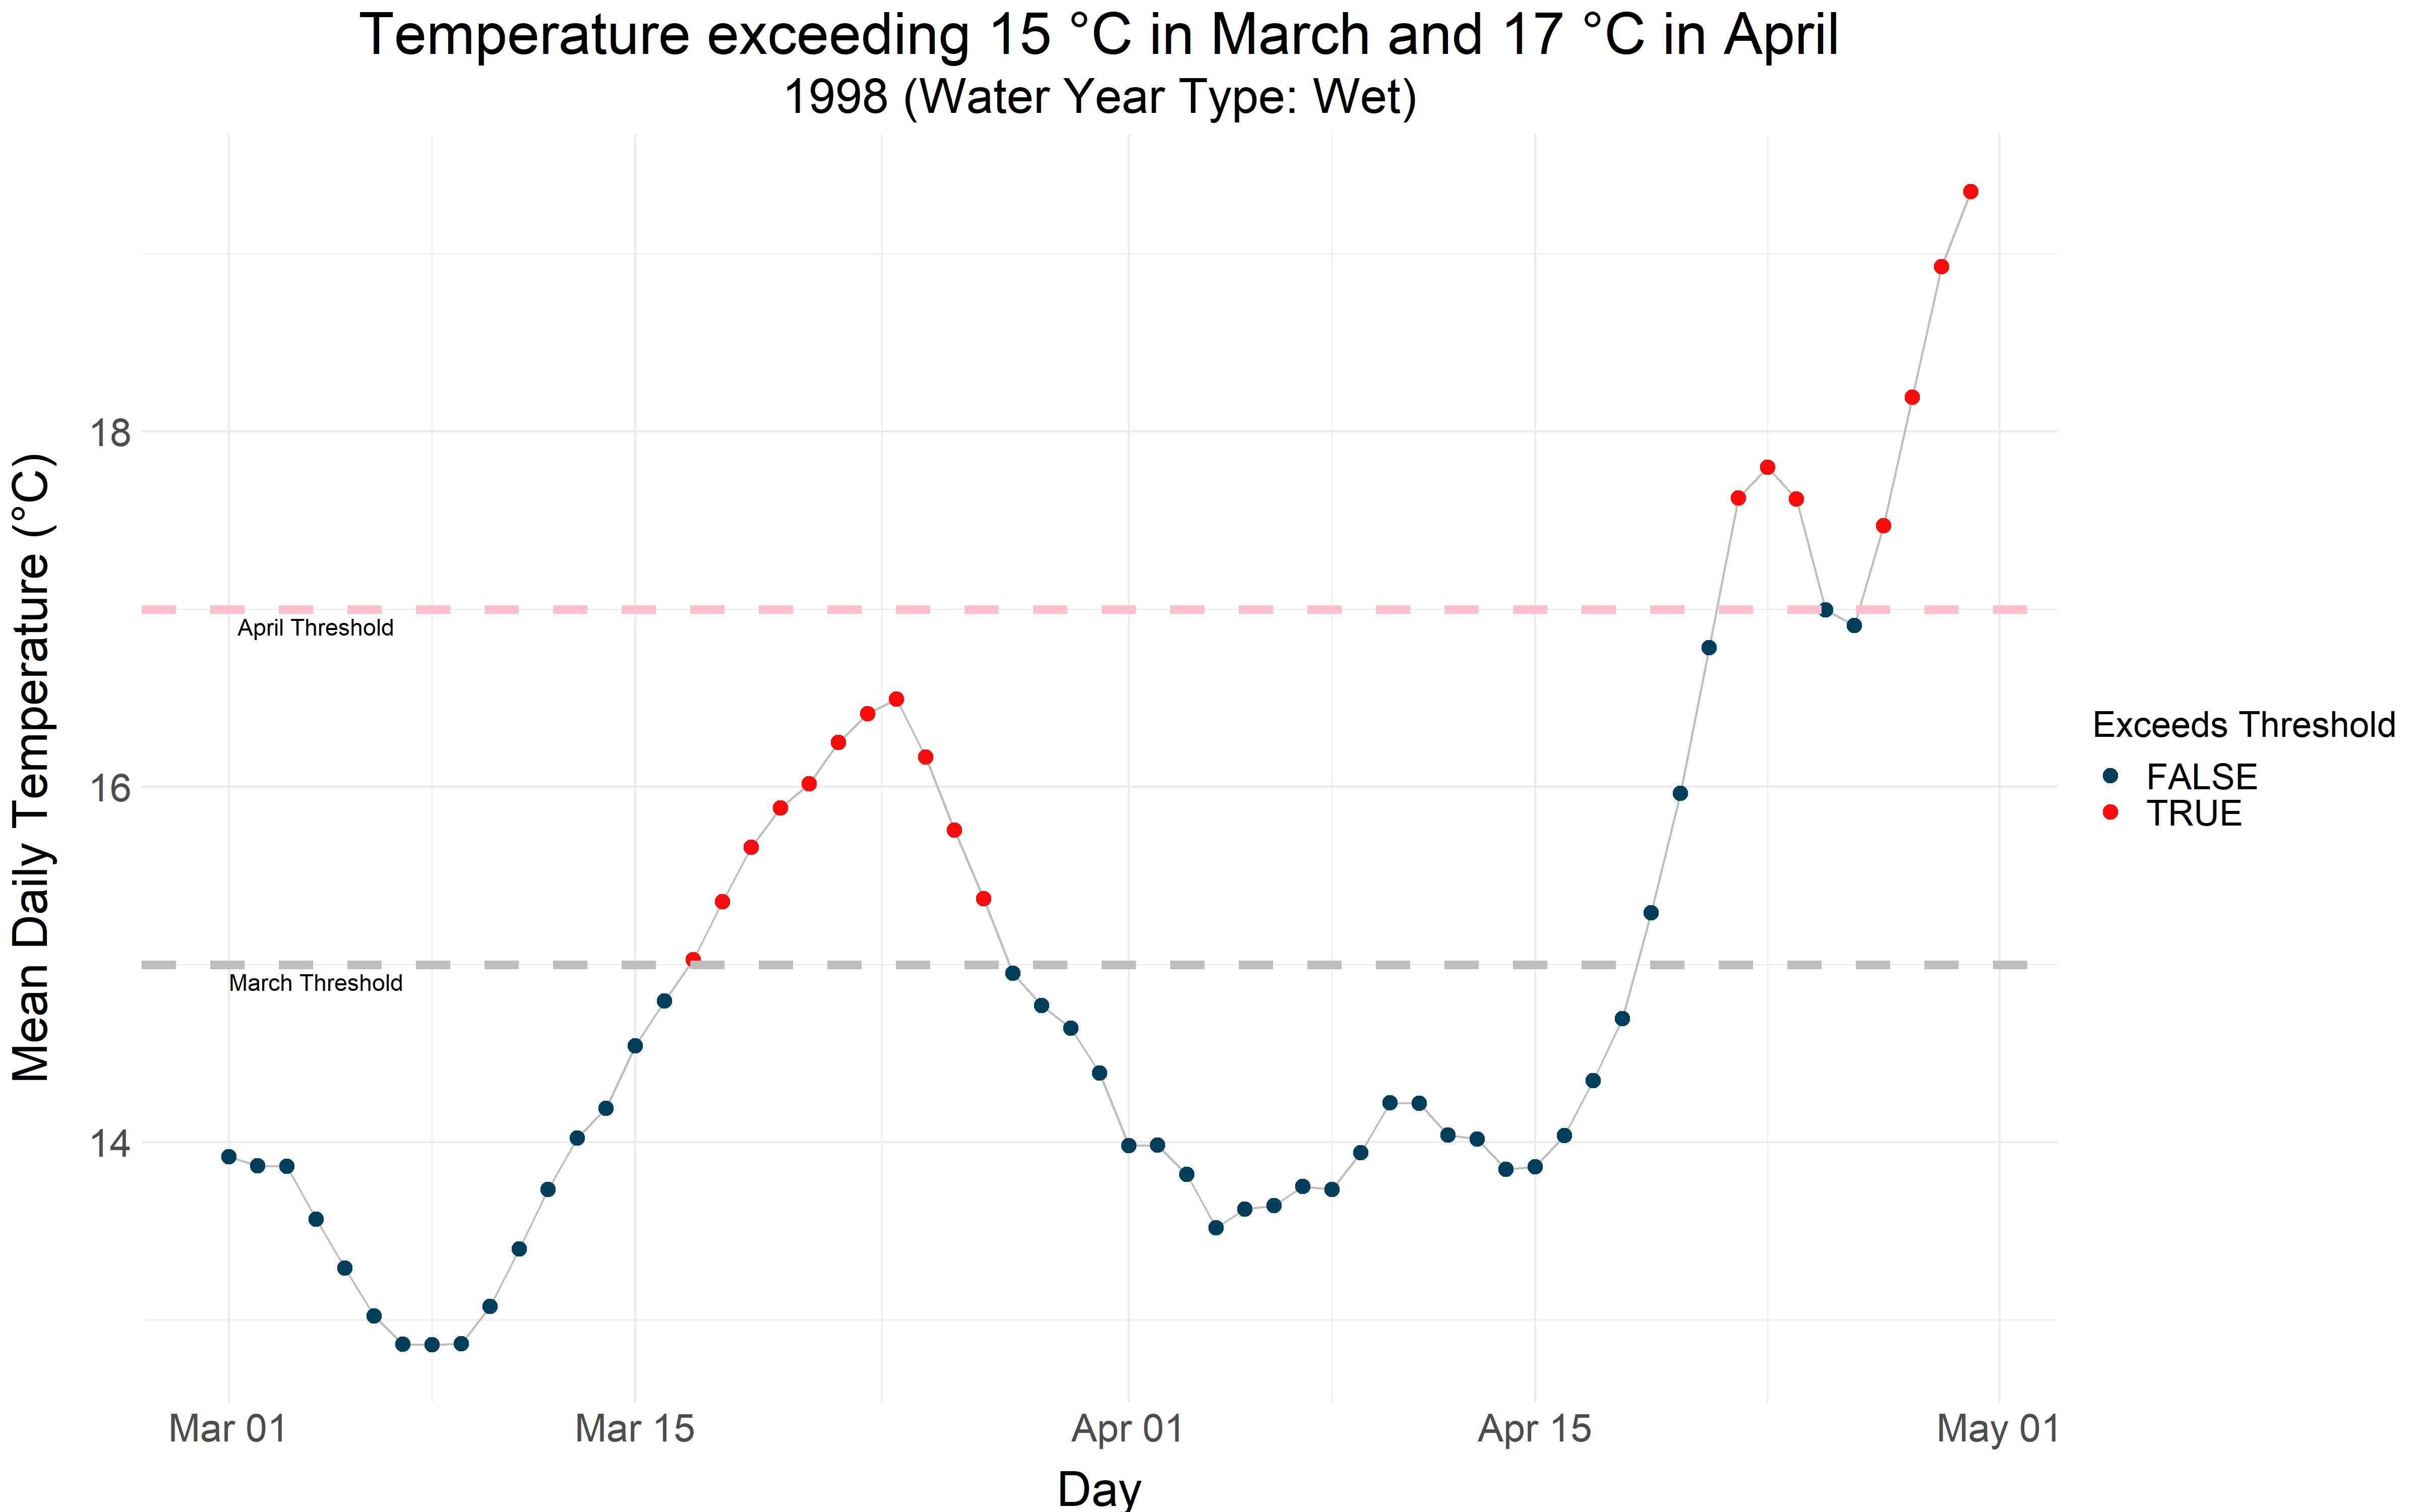 Temperature exceeding 15 °C in March and 17 °C in April
1998 (Water Year Type: Wet)
Mean Daily Temperature (°C)
18
16
14
April Threshold
March Threshold
Exceeds Threshold
FALSE
TRUE
Mar 01
Mar 15
Apr 01
Apr 15
May 01
Day